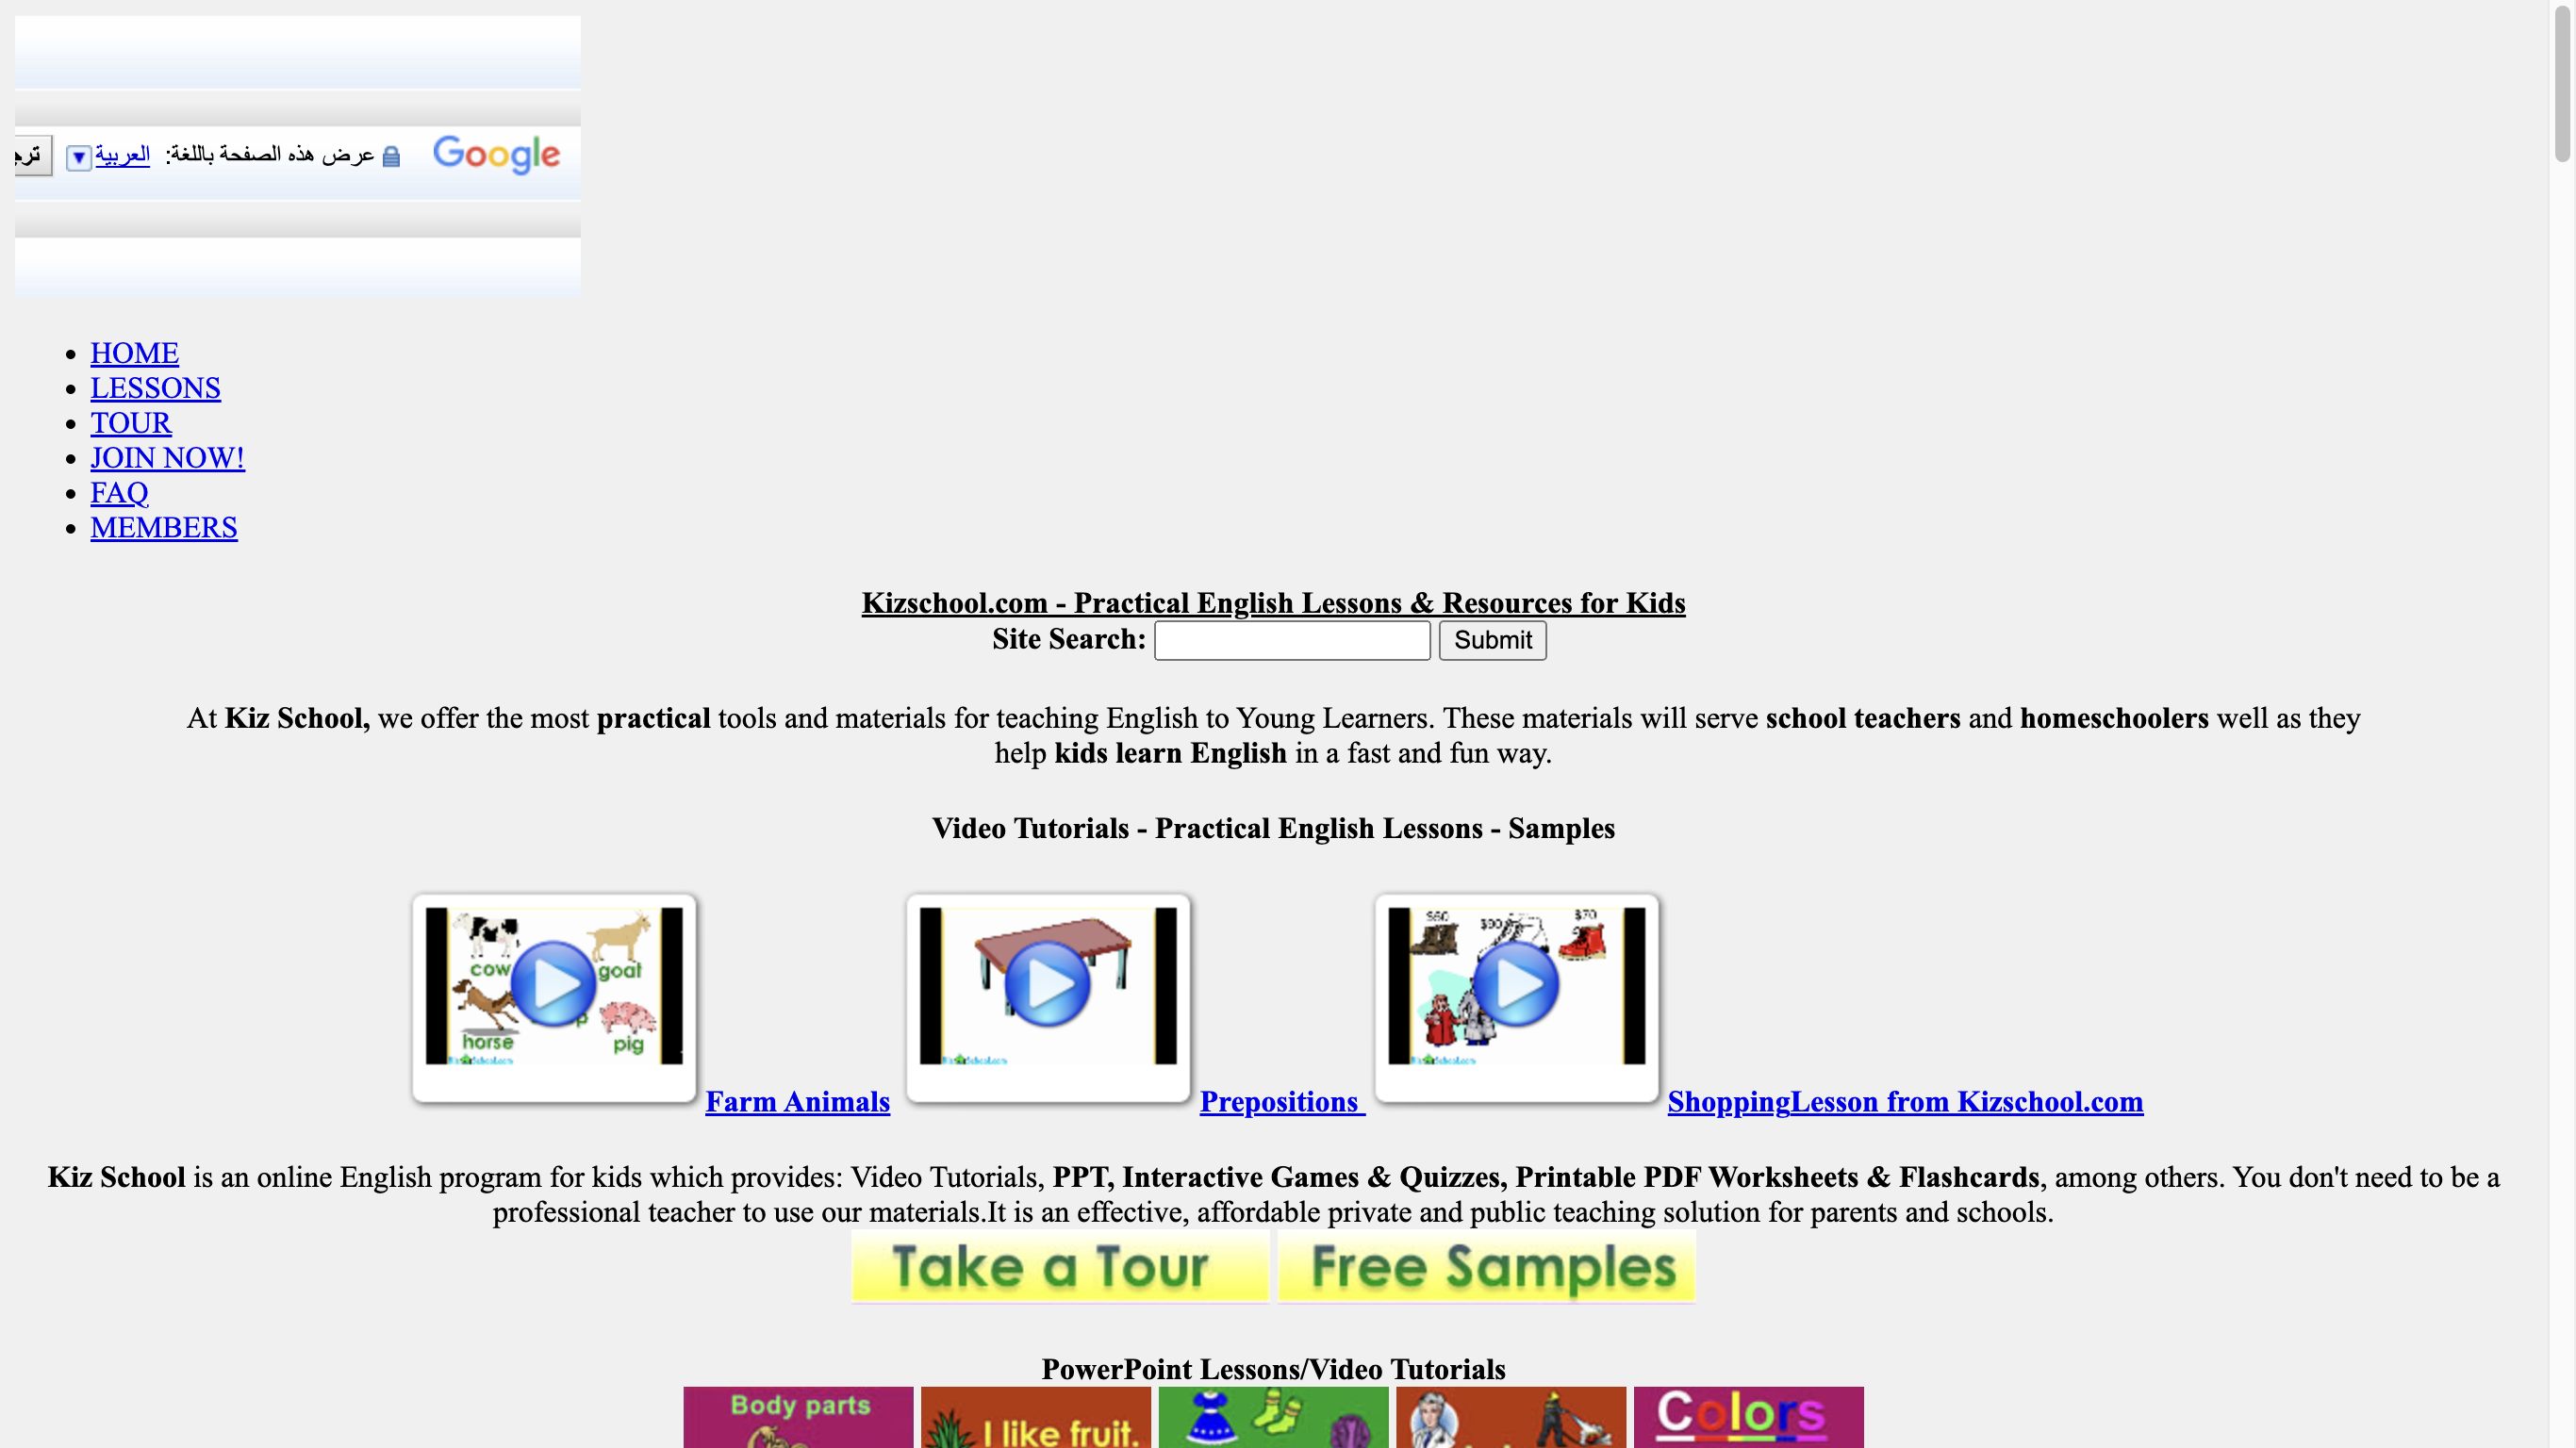 عرض هذه الصفحة باللغة: العربية
Google
HOME
LESSONS
TOUR
JOIN NOW!
FAQ
MEMBERS
Kizschool.com - Practical English Lessons & Resources for Kids
Site Search: Submit
At Kiz School, we offer the most practical tools and materials for teaching English to Young Learners. These materials will serve school teachers and homeschoolers well as they
help kids learn English in a fast and fun way.
Video Tutorials - Practical English Lessons - Samples
cow goat
horse pig
$60 $90 $70
Farm Animals Prepositions ShoppingLesson from Kizschool.com
Kiz School is an online English program for kids which provides: Video Tutorials, PPT, Interactive Games & Quizzes, Printable PDF Worksheets & Flashcards, among others. You don't need to be a
professional teacher to use our materials.It is an effective, affordable private and public teaching solution for parents and schools.
Take a Tour Free Samples
PowerPoint Lessons/Video Tutorials
Body parts
I like fruit.
Colors